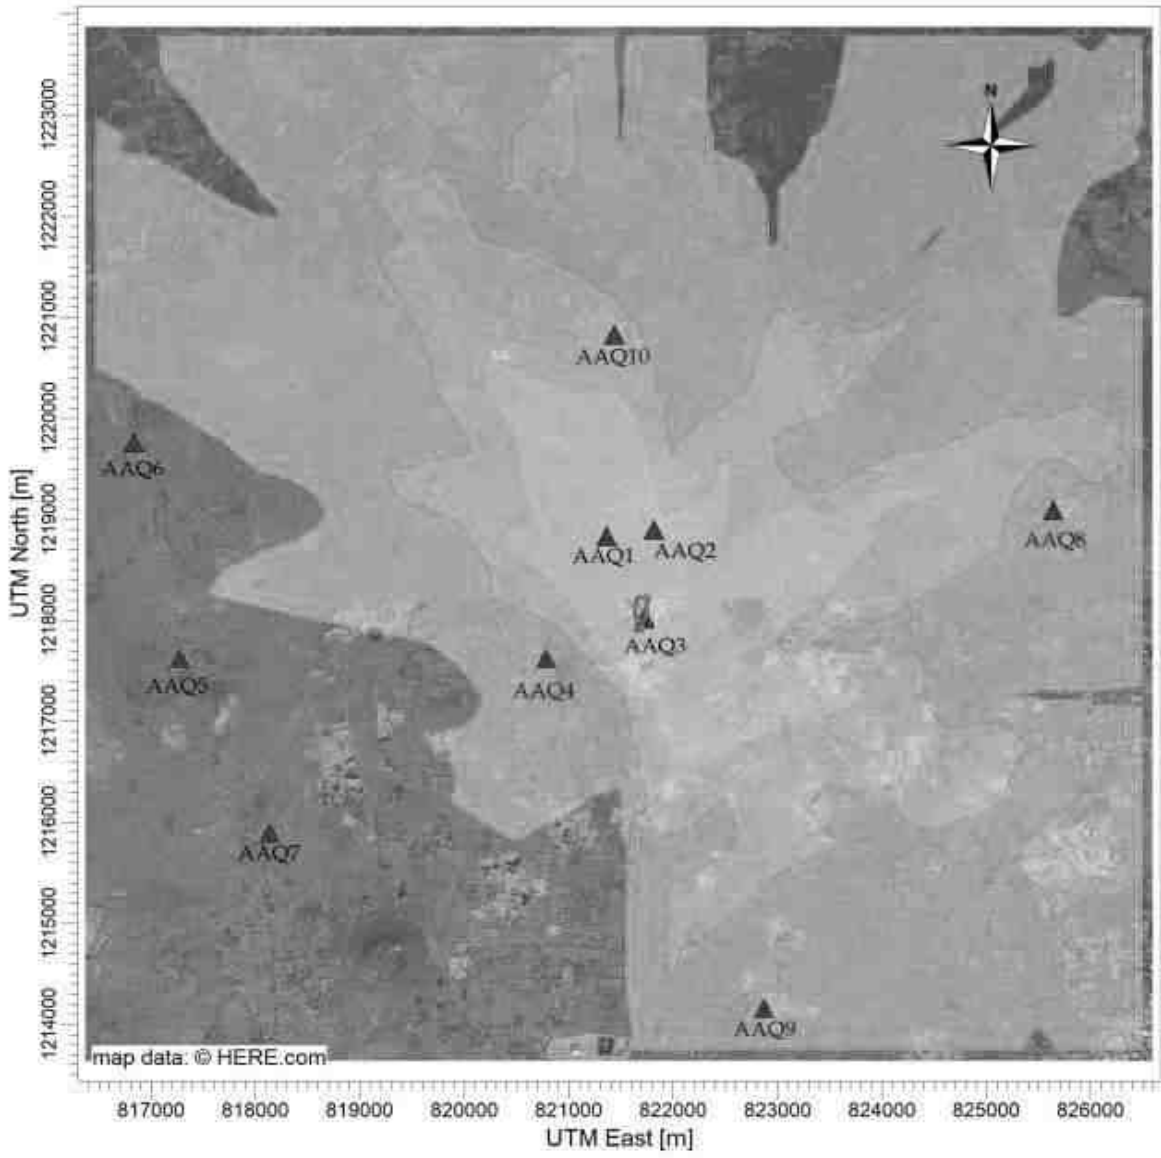 N
1223000
1222000
1221000
1220000
1219000
1218000
1217000
1216000
1215000
1214000
UTM North [m]
AAQ10
AAQ6
AAQ1
AAQ2
AAQ8
AAQ3
AAQ5
AAQ4
AAQ7
AAQ9
map data: © HERE.com
817000 818000 819000 820000 821000 822000 823000 824000 825000 826000
UTM East [m]